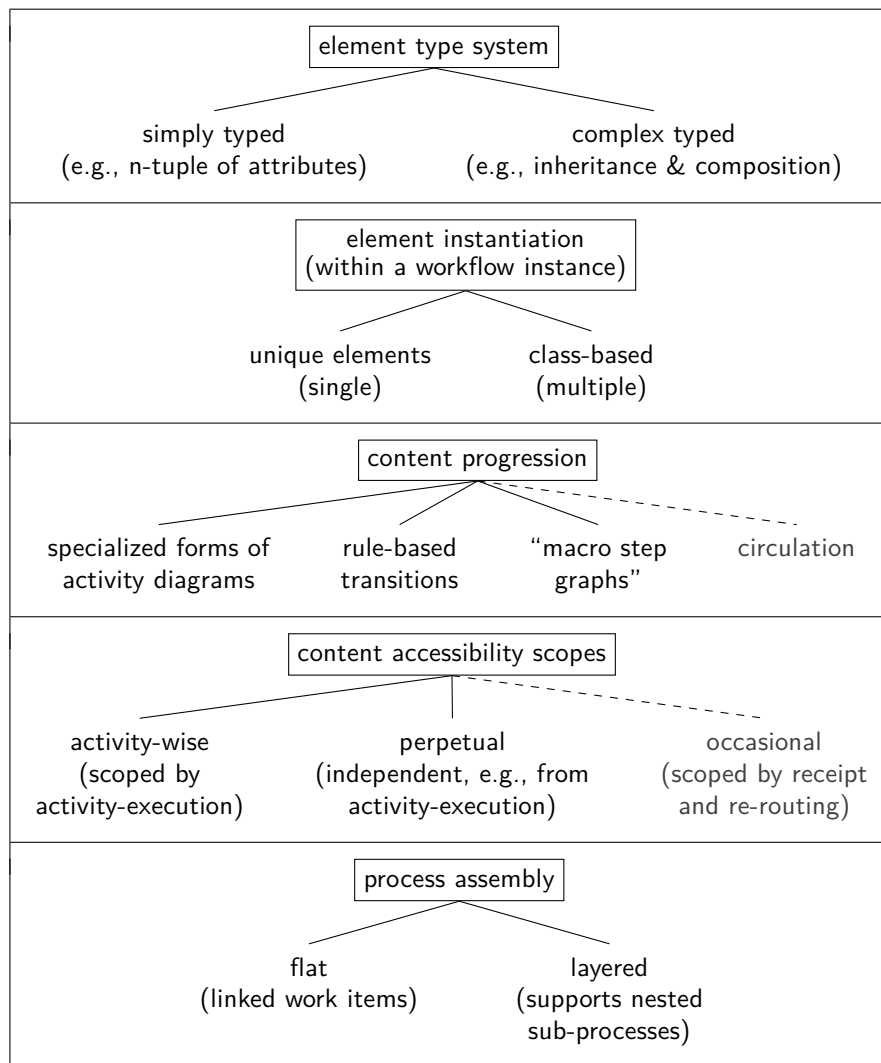 element type system
simply typed
(e.g., n-tuple of attributes)
complex typed
(e.g., inheritance & composition)
element instantiation
(within a workflow instance)
unique elements
(single)
class-based
(multiple)
content progression
specialized forms of
activity diagrams
rule-based
transitions
“macro step
graphs”
circulation
content accessibility scopes
activity-wise
(scoped by
activity-execution)
perpetual
(independent, e.g., from
activity-execution)
occasional
(scoped by receipt
and re-routing)
process assembly
flat
(linked work items)
layered
(supports nested
sub-processes)